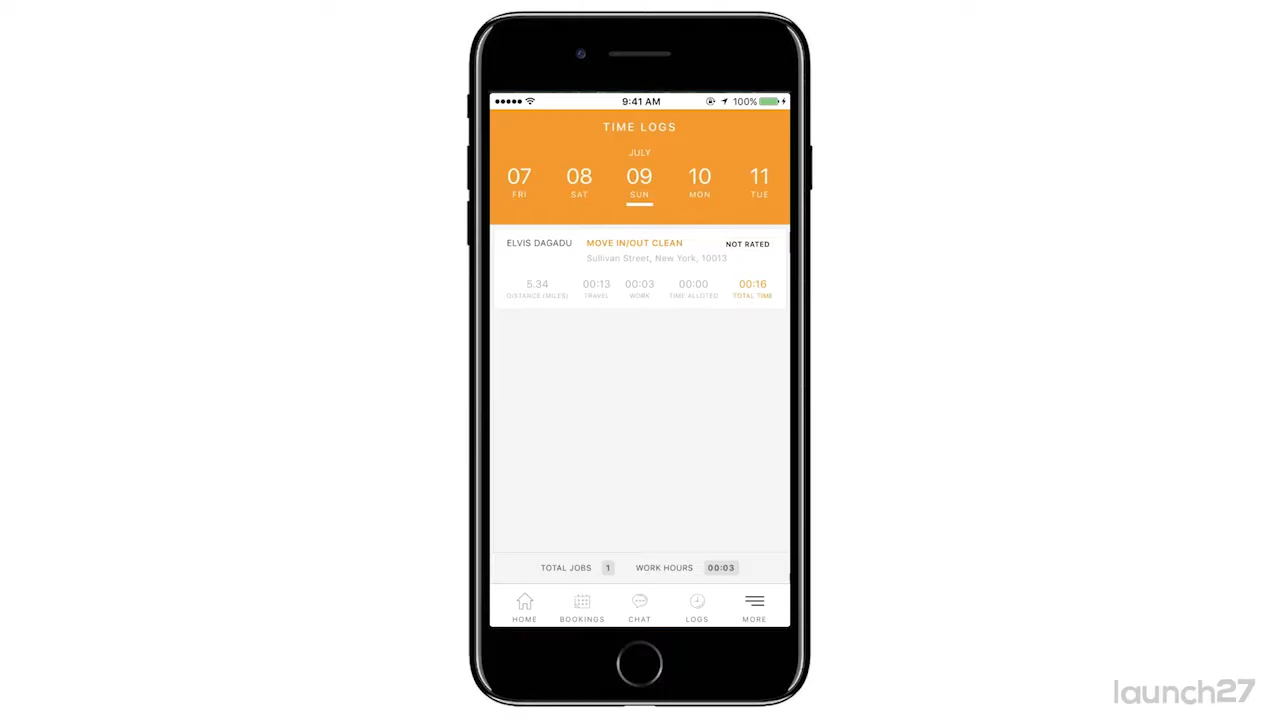 9:41 AM 100%
TIME LOGS
JULY
07 08 09 10 11
FRI SAT SUN MON TUE
ELVIS DAGADU MOVE IN/OUT CLEAN NOT RATED
Sullivan Street, New York, 10013
5.34 00:13 00:03 00:00 00:16
DISTANCE (MILES) TRAVEL WORK TIME ALLOTED TOTAL TIME
TOTAL JOBS 1 WORK HOURS 00:03
HOME BOOKINGS CHAT LOGS MORE
launch27